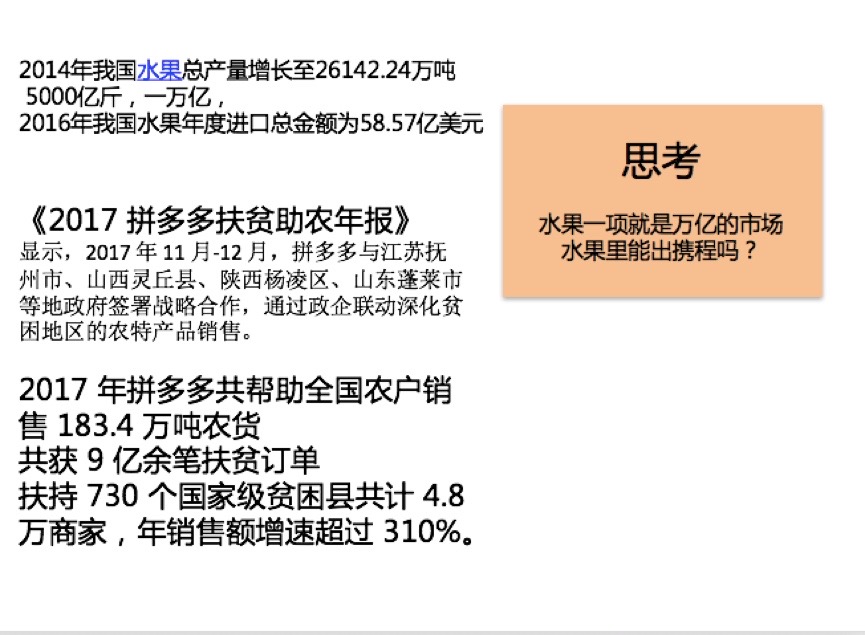 2014年我国水果总产量增长至26142.24万吨
5000亿斤，一万亿，
2016年我国水果年度进口总金额为58.57亿美元
思考
水果一项就是万亿的市场
水果里能出携程吗？
《2017 拼多多扶贫助农年报》
显示，2017 年 11 月-12 月，拼多多与江苏抚
州市、山西灵丘县、陕西杨凌区、山东蓬莱市
等地政府签署战略合作，通过政企联动深化贫
困地区的农特产品销售。
2017 年拼多多共帮助全国农户销
售 183.4 万吨农货
共获 9 亿余笔扶贫订单
扶持 730 个国家级贫困县共计 4.8
万商家，年销售额增速超过 310%。